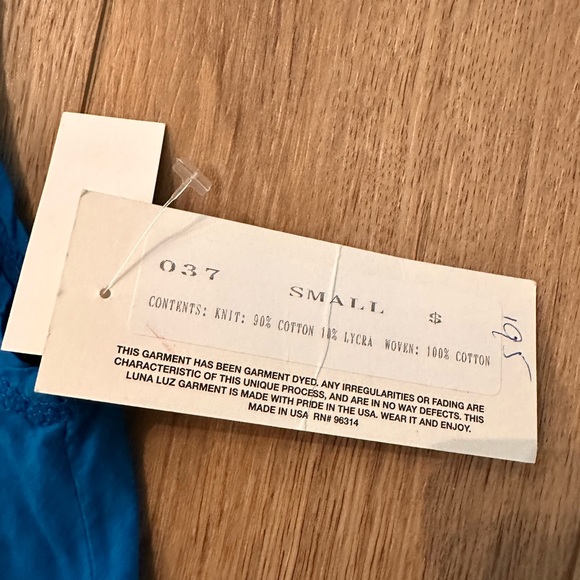 037
SMALL $
CONTENTS: KNIT: 90% COTTON 10% LYCRA WOVEN: 100% COTTON
THIS GARMENT HAS BEEN GARMENT DYED. ANY IRREGULARITIES OR FADING ARE
CHARACTERISTIC OF THIS UNIQUE PROCESS, AND ARE IN NO WAY DEFECTS. THIS
LUNA LUZ GARMENT IS MADE WITH PRIDE IN THE USA. WEAR IT AND ENJOY.
MADE IN USA RN# 96314